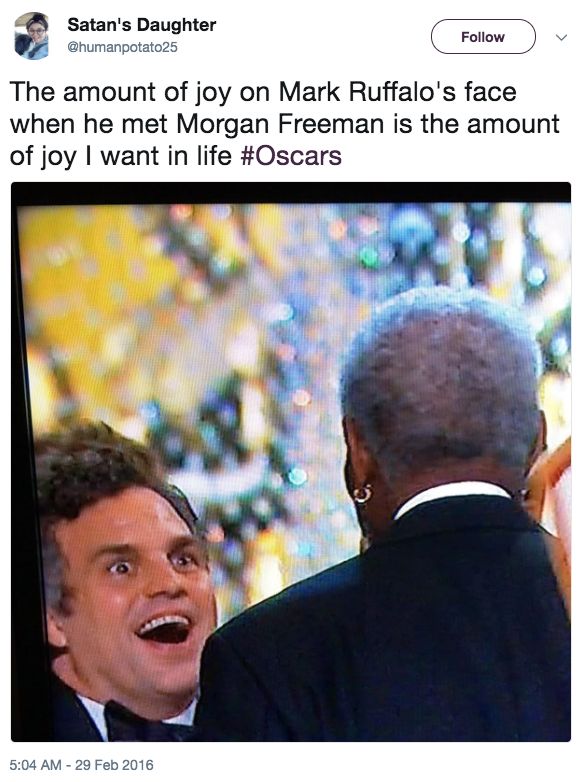 Satan's Daughter
@humanpotato25
Follow
The amount of joy on Mark Ruffalo's face
when he met Morgan Freeman is the amount
of joy I want in life #Oscars
5:04 AM - 29 Feb 2016